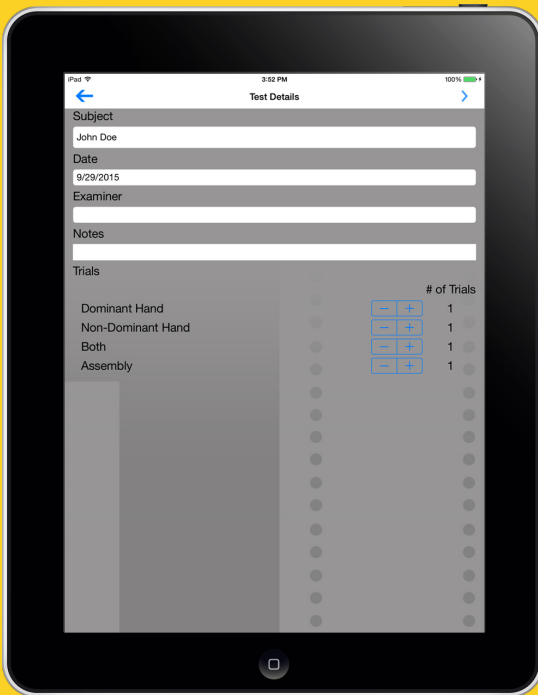 iPad 3:52 PM 100%
Test Details
Subject
John Doe
Date
9/29/2015
Examiner
Notes
Trials
# of Trials
Dominant Hand − + 1
Non-Dominant Hand − + 1
Both − + 1
Assembly − + 1